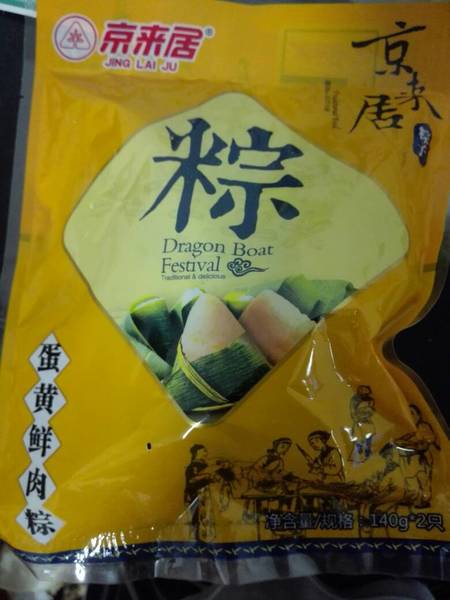 京来居®
JING LAI JU
京来居
粽
Dragon Boat
Festival
Traditional & delicious
蛋黄鲜肉粽
净含量/规格：140g*2只